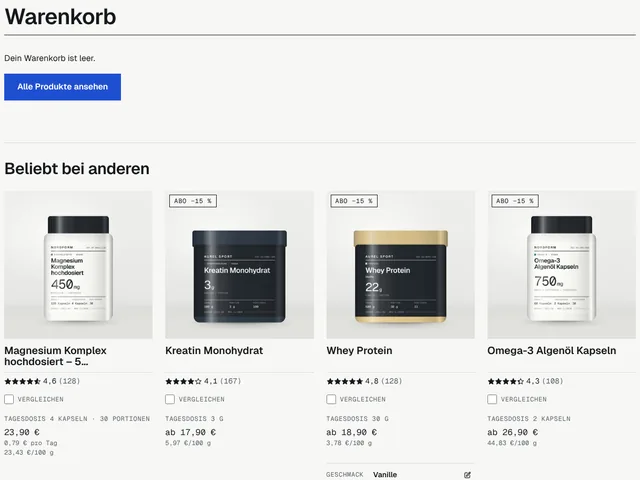 Warenkorb
Dein Warenkorb ist leer.
Alle Produkte ansehen
Beliebt bei anderen
Magnesium
Komplex
hochdosiert
450mg
Magnesium Komplex
hochdosiert – 5...
4,6 (128)
VERGLEICHEN
TAGESDOSIS 4 KAPSELN · 30 PORTIONEN
23,90 €
0,79 € pro Tag
23,43 €/100 g
ABO −15 %
Kreatin Monohydrat
3g
Kreatin Monohydrat
4,1 (167)
VERGLEICHEN
TAGESDOSIS 3 G
ab 17,90 €
5,97 €/100 g
ABO −15 %
Whey Protein
22g
Whey Protein
4,8 (128)
VERGLEICHEN
TAGESDOSIS 30 G
ab 18,90 €
3,78 €/100 g
GESCHMACK Vanille
ABO −15 %
Omega-3
Algenöl Kapseln
750mg
Omega-3 Algenöl Kapseln
4,3 (108)
VERGLEICHEN
TAGESDOSIS 2 KAPSELN
ab 26,90 €
44,83 €/100 g